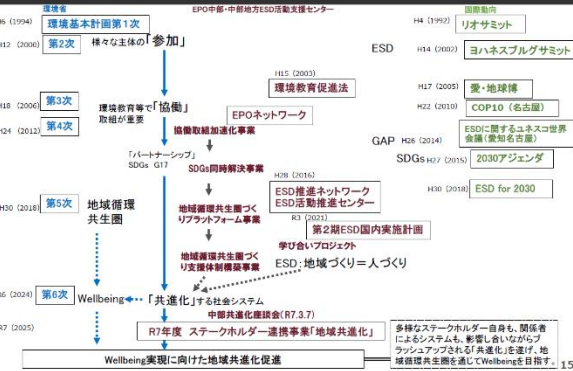 環境省
EPO中部・中部地方ESD活動支援センター
国際動向
H6 (1994)
環境基本計画第1次
H4 (1992)
リオサミット
H12 (2000)
第2次
様々な主体の「参加」
ESD
H14 (2002)
ヨハネスブルグサミット
H15 (2003)
環境教育促進法
H17 (2005)
愛・地球博
H18 (2006)
第3次
環境教育等で「協働」
取組が重要
EPOネットワーク
H22 (2010)
COP10（名古屋）
H24 (2012)
第4次
協働取組加速化事業
GAP
H26 (2014)
ESDに関するユネスコ世界
会議(愛知名古屋)
「パートナーシップ」
SDGs G17
SDGs同時解決事業
SDGs
H27 (2015)
2030アジェンダ
H28 (2016)
ESD推進ネットワーク
ESD活動推進センター
H30 (2018)
ESD for 2030
H30 (2018)
第5次
地域循環
共生圏
地域循環共生圏づく
りプラットフォーム事業
R3 (2021)
第2期ESD国内実施計画
学び合いプロジェクト
地域循環共生圏づく
り支援体制構築事業
ESD：地域づくり＝人づくり
R6 (2024)
第6次
Wellbeing
「共進化」する社会システム
中部共進化座談会(R7.3.7)
R7 (2025)
R7年度 ステークホルダー連携事業「地域共進化」
多様なステークホルダー自身も、関係者
によるシステムも、影響し合いながらブ
ラッシュアップされる「共進化」を遂げ、地
域循環共生圏を通じてWellbeingを目指す。
Wellbeing実現に向けた地域共進化促進
15